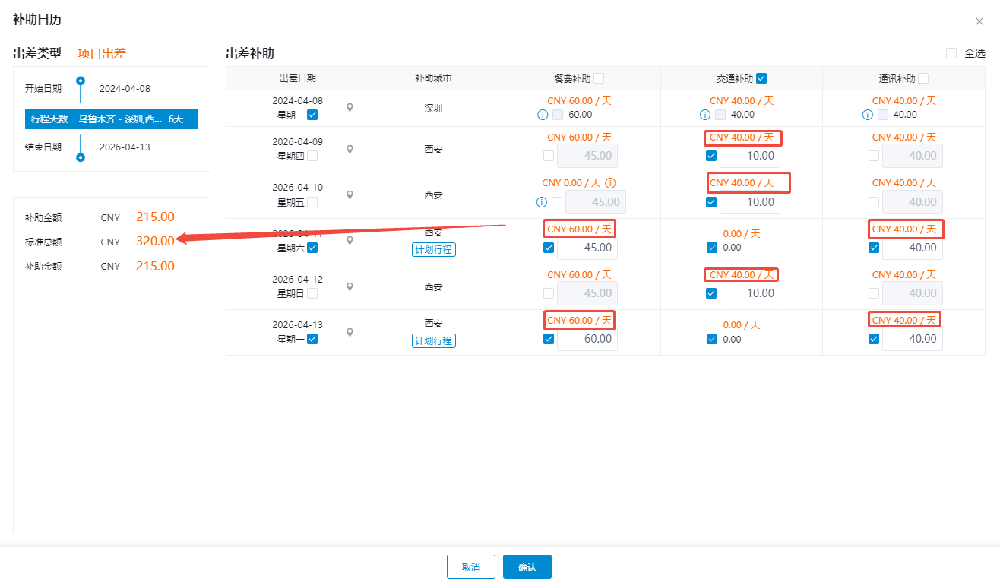 补助日历
出差类型 项目出差
开始日期 2024-04-08
行程天数 乌鲁木齐 - 深圳,西... 6天
结束日期 2026-04-13
补助金额 CNY 215.00
标准总额 CNY 320.00
补助金额 CNY 215.00
出差补助 全选
出差日期 补助城市 餐费补助 交通补助 通讯补助
2024-04-08 深圳 CNY 60.00 / 天 CNY 40.00 / 天 CNY 40.00 / 天
星期一 60.00 40.00 40.00
2026-04-09 西安 CNY 60.00 / 天 CNY 40.00 / 天 CNY 40.00 / 天
星期四 45.00 10.00 40.00
2026-04-10 西安 CNY 0.00 / 天 CNY 40.00 / 天 CNY 40.00 / 天
星期五 45.00 10.00 40.00
2026-04-11 西安 CNY 60.00 / 天 0.00 / 天 CNY 40.00 / 天
星期六 计划行程 45.00 0.00 40.00
2026-04-12 西安 CNY 60.00 / 天 CNY 40.00 / 天 CNY 40.00 / 天
星期日 45.00 10.00 40.00
2026-04-13 西安 CNY 60.00 / 天 0.00 / 天 CNY 40.00 / 天
星期一 计划行程 60.00 0.00 40.00
取消 确认